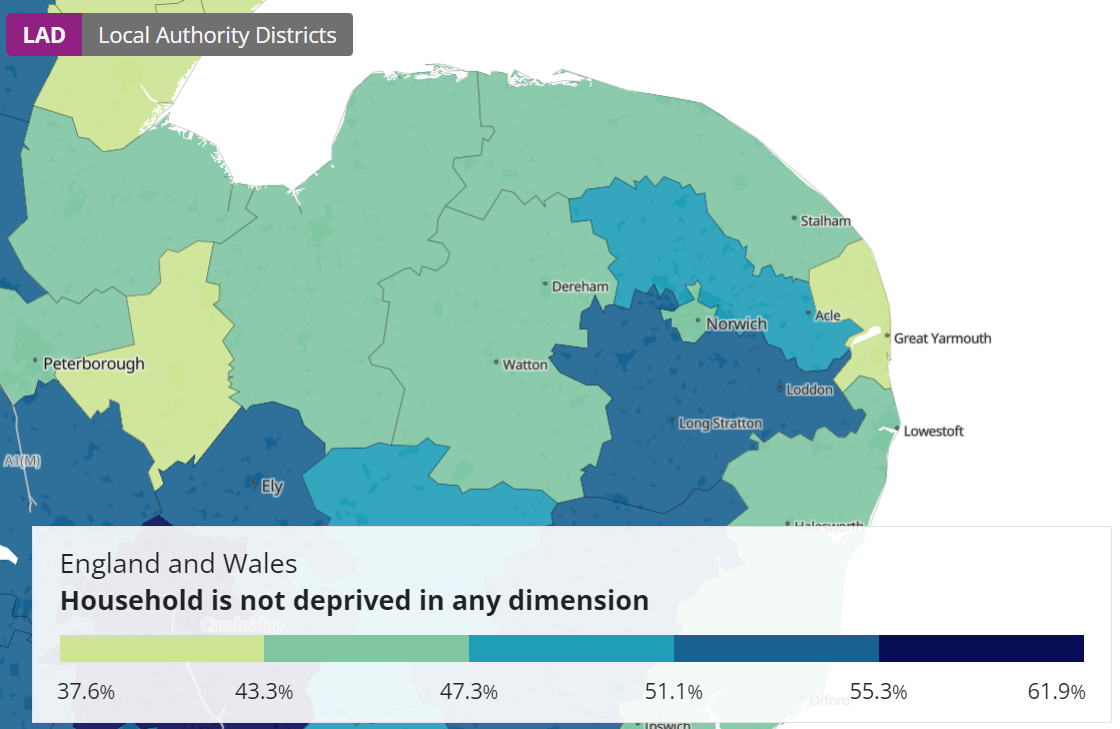 LAD Local Authority Districts
Stalham
Dereham
Acle
Norwich
Great Yarmouth
Peterborough
Watton
Loddon
Long Stratton
Lowestoft
A1(M)
Ely
Halesworth
England and Wales
Household is not deprived in any dimension
Cambridge
37.6% 43.3% 47.3% 51.1% 55.3% 61.9%
Orford
Ipswich